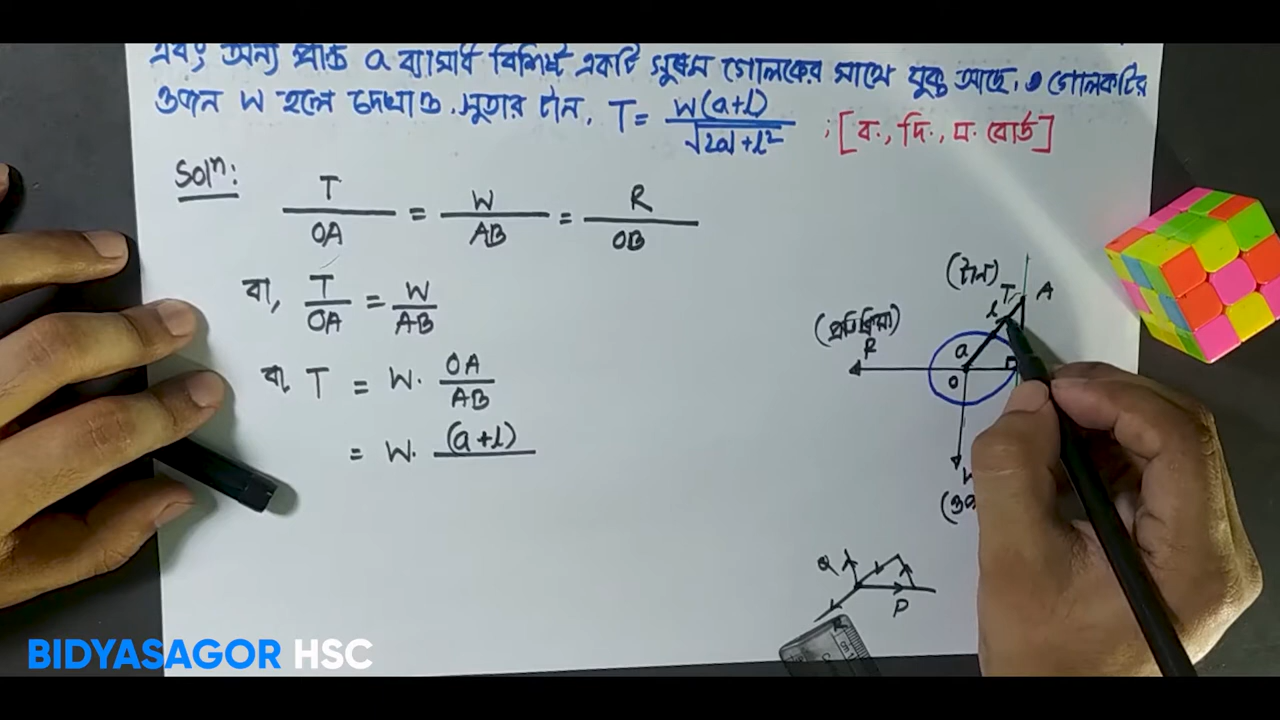 এবং অন্য প্রান্ত a ব্যাসার্ধ বিশিষ্ট একটি সুষম গোলকের সাথে যুক্ত আছে, গোলকটির
ওজন W হলে দেখাও সুতার টান, T = W(a+l) / √2al+l² ; [ব., দি., য. বোর্ড]
Solⁿ:
T/OA = W/AB = R/OB
বা, T/OA = W/AB
বা, T = W. OA/AB
= W. (a+l)
(টান)
T
A
l
(প্রতিক্রিয়া)
R
a
O
W
Q
P
R
BIDYASAGOR HSC